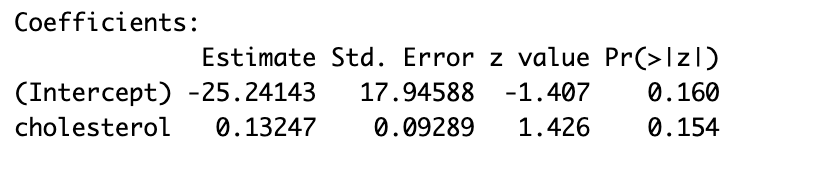 Coefficients:
Estimate Std. Error z value Pr(>|z|)
(Intercept) -25.24143 17.94588 -1.407 0.160
cholesterol 0.13247 0.09289 1.426 0.154